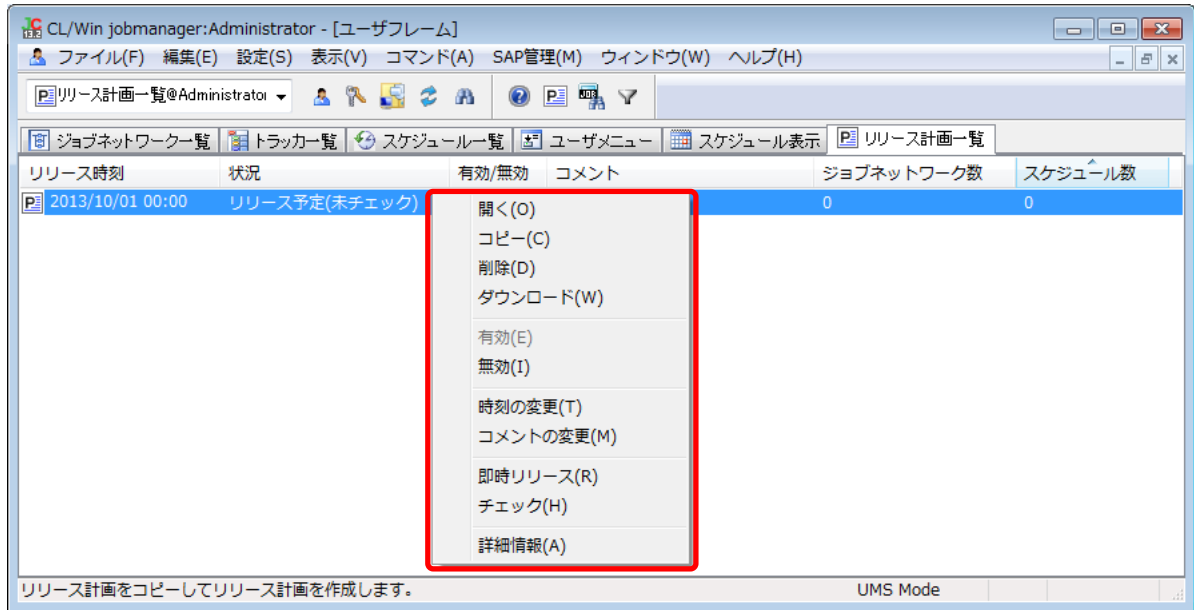 CL/Win jobmanager:Administrator - [ユーザフレーム]
ファイル(F) 編集(E) 設定(S) 表示(V) コマンド(A) SAP管理(M) ウィンドウ(W) ヘルプ(H)
リリース計画一覧@Administrator
ジョブネットワーク一覧 トラッカ一覧 スケジュール一覧 ユーザメニュー スケジュール表示 リリース計画一覧
リリース時刻 状況 有効/無効 コメント ジョブネットワーク数 スケジュール数
2013/10/01 00:00 リリース予定(未チェック) 0 0
開く(O)
コピー(C)
削除(D)
ダウンロード(W)
有効(E)
無効(I)
時刻の変更(T)
コメントの変更(M)
即時リリース(R)
チェック(H)
詳細情報(A)
リリース計画をコピーしてリリース計画を作成します。 UMS Mode